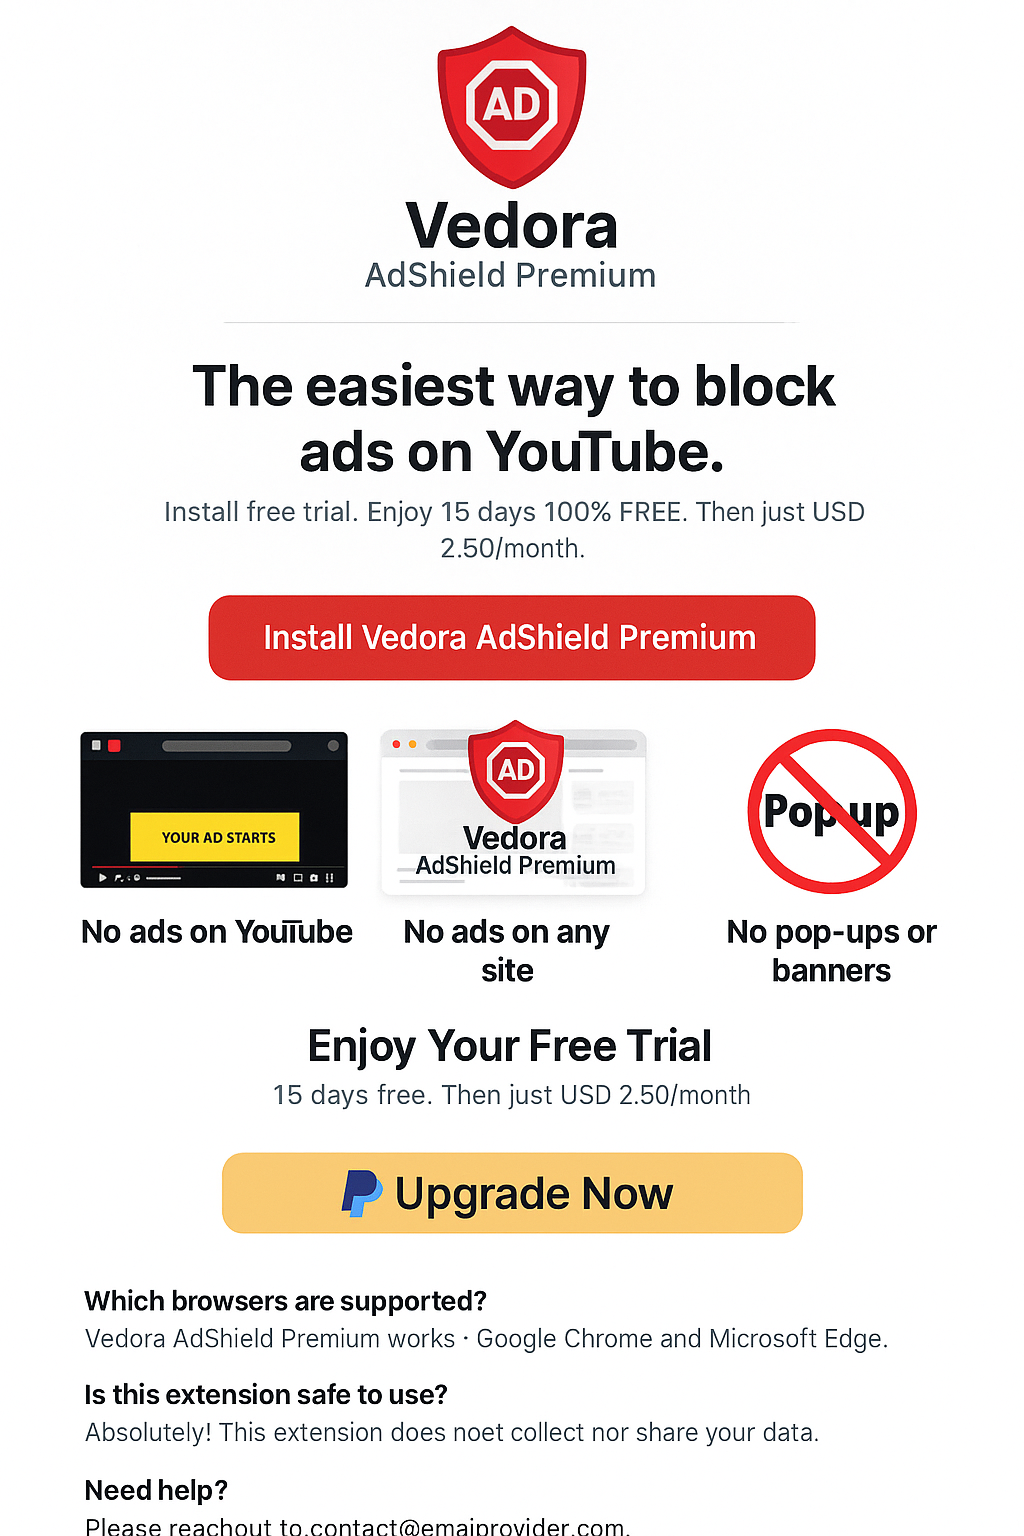 AD
Vedora
AdShield Premium
The easiest way to block
ads on YouTube.
Install free trial. Enjoy 15 days 100% FREE. Then just USD
2.50/month.
Install Vedora AdShield Premium
YOUR AD STARTS
AD
Vedora
AdShield Premium
Pop up
No ads on YouTube
No ads on any
site
No pop-ups or
banners
Enjoy Your Free Trial
15 days free. Then just USD 2.50/month
Upgrade Now
Which browsers are supported?
Vedora AdShield Premium works · Google Chrome and Microsoft Edge.
Is this extension safe to use?
Absolutely! This extension does noet collect nor share your data.
Need help?
Please reachout to.contact@emaiprovider.com.